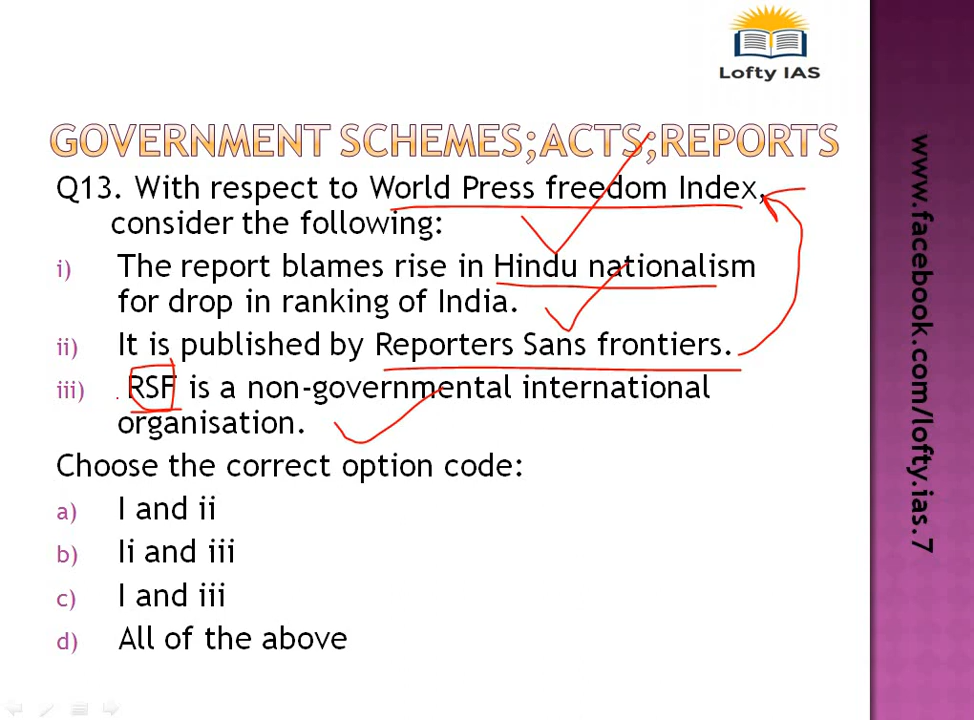 Lofty IAS
GOVERNMENT SCHEMES;ACTS;REPORTS
Q13. With respect to World Press freedom Index,
consider the following:
i) The report blames rise in Hindu nationalism
for drop in ranking of India.
ii) It is published by Reporters Sans frontiers.
iii) RSF is a non-governmental international
organisation.
Choose the correct option code:
a) I and ii
b) Ii and iii
c) I and iii
d) All of the above
www.facebook.com/lofty.ias.7